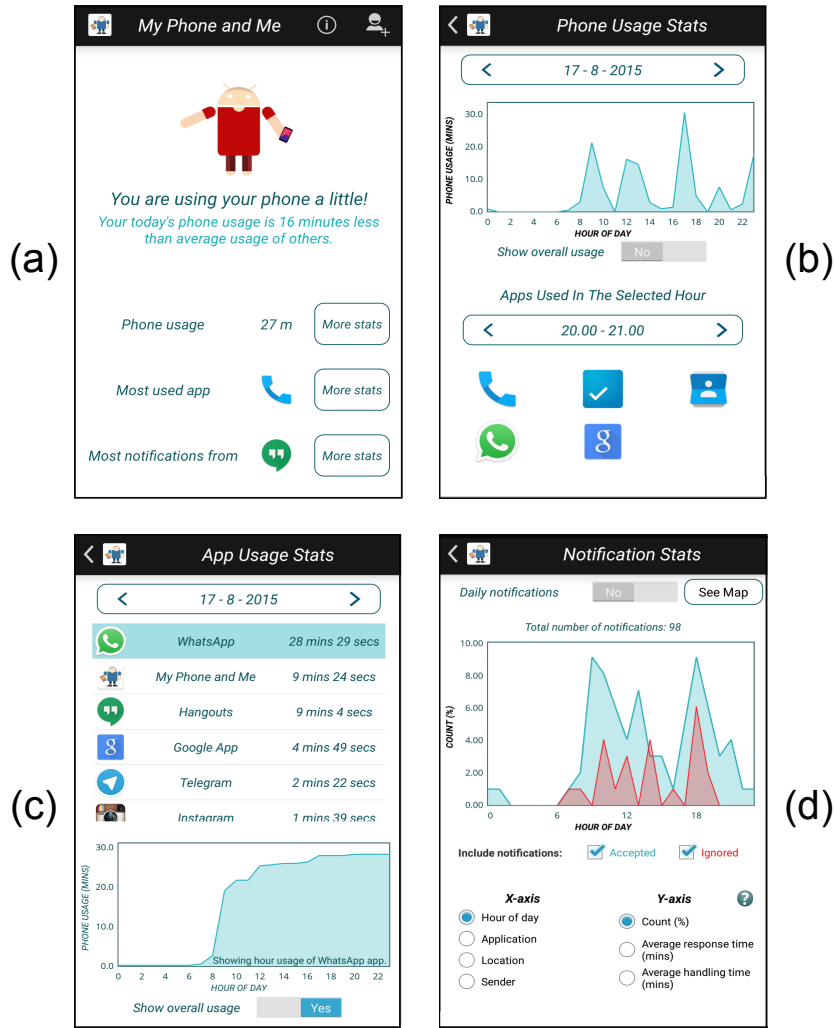 (a)
My Phone and Me
You are using your phone a little!
Your today's phone usage is 16 minutes less
than average usage of others.
Phone usage 27 m More stats
Most used app More stats
Most notifications from More stats
(b)
Phone Usage Stats
17 - 8 - 2015
PHONE USAGE (MINS)
30.0
20.0
10.0
0.0
0 2 4 6 8 10 12 14 16 18 20 22
HOUR OF DAY
Show overall usage No
Apps Used In The Selected Hour
20.00 - 21.00
8
(c)
App Usage Stats
17 - 8 - 2015
WhatsApp 28 mins 29 secs
My Phone and Me 9 mins 24 secs
Hangouts 9 mins 4 secs
8 Google App 4 mins 49 secs
Telegram 2 mins 22 secs
Instagram 1 mins 39 secs
PHONE USAGE (MINS)
30.0
20.0
10.0
0.0
Showing hour usage of WhatsApp app.
0 2 4 6 8 10 12 14 16 18 20 22
HOUR OF DAY
Show overall usage Yes
(d)
Notification Stats
Daily notifications No See Map
Total number of notifications: 98
COUNT (%)
10.00
8.00
6.00
4.00
2.00
0.00
0 6 12 18
HOUR OF DAY
Include notifications: Accepted Ignored
X-axis Y-axis ?
Hour of day Count (%)
Application Average response time
(mins)
Location Average handling time
(mins)
Sender